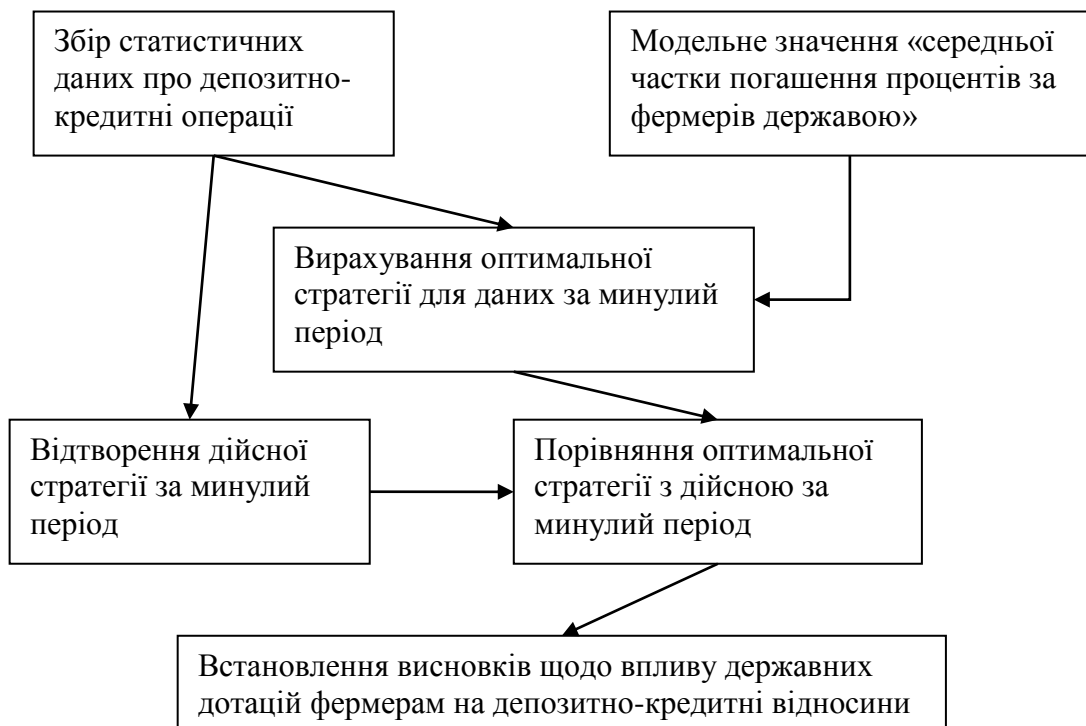 Збір статистичних
даних про депозитно-
кредитні операції
Модельне значення «середньої
частки погашення процентів за
фермерів державою»
Вирахування оптимальної
стратегії для даних за минулий
період
Відтворення дійсної
стратегії за минулий
період
Порівняння оптимальної
стратегії з дійсною за
минулий період
Встановлення висновків щодо впливу державних
дотацій фермерам на депозитно-кредитні відносини